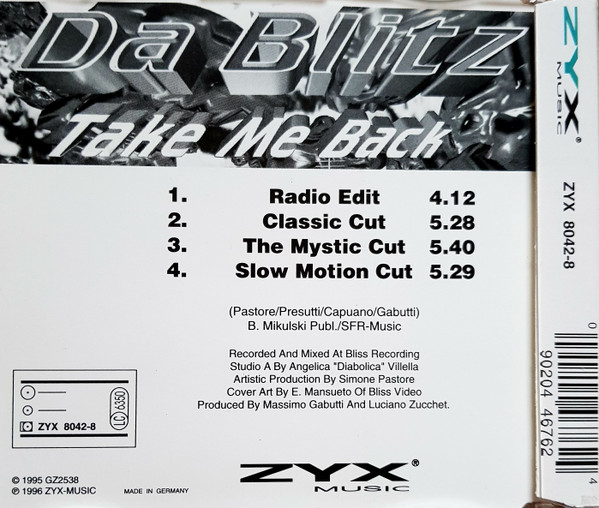 Da Blitz
Take Me Back
1. Radio Edit 4.12
2. Classic Cut 5.28
3. The Mystic Cut 5.40
4. Slow Motion Cut 5.29
(Pastore/Presutti/Capuano/Gabutti)
B. Mikulski Publ./SFR-Music
Recorded And Mixed At Bliss Recording
Studio A By Angelica "Diabolica" Villella
Artistic Production By Simone Pastore
Cover Art By E. Mansueto Of Bliss Video
Produced By Massimo Gabutti And Luciano Zucchet.
ZYX 8042-8
LC 6350
© 1995 GZ2538
℗ 1996 ZYX-MUSIC
MADE IN GERMANY
ZYX®
MUSIC
ZYX®
MUSIC
ZYX 8042-8
0 90204 46762 4